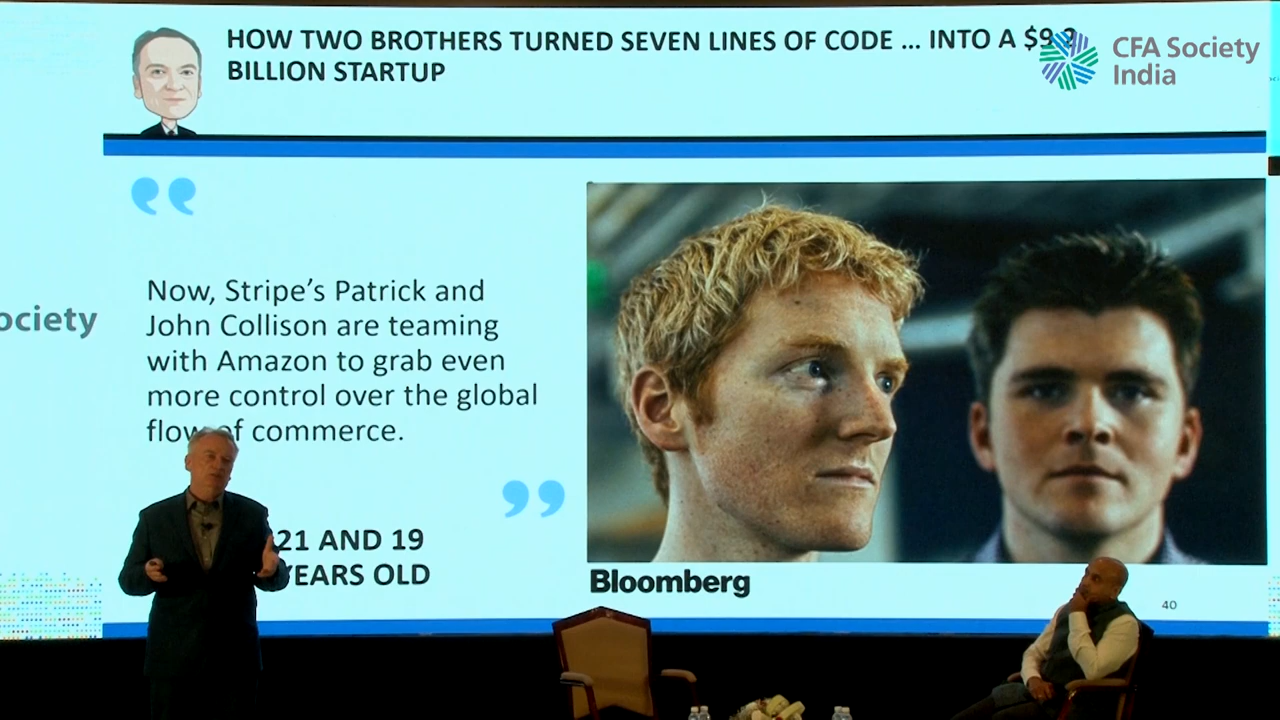 HOW TWO BROTHERS TURNED SEVEN LINES OF CODE … INTO A $9.2
BILLION STARTUP
CFA Society
India
”
Now, Stripe’s Patrick and
John Collison are teaming
with Amazon to grab even
more control over the global
flow of commerce.
”
ociety
21 AND 19
YEARS OLD
Bloomberg
40